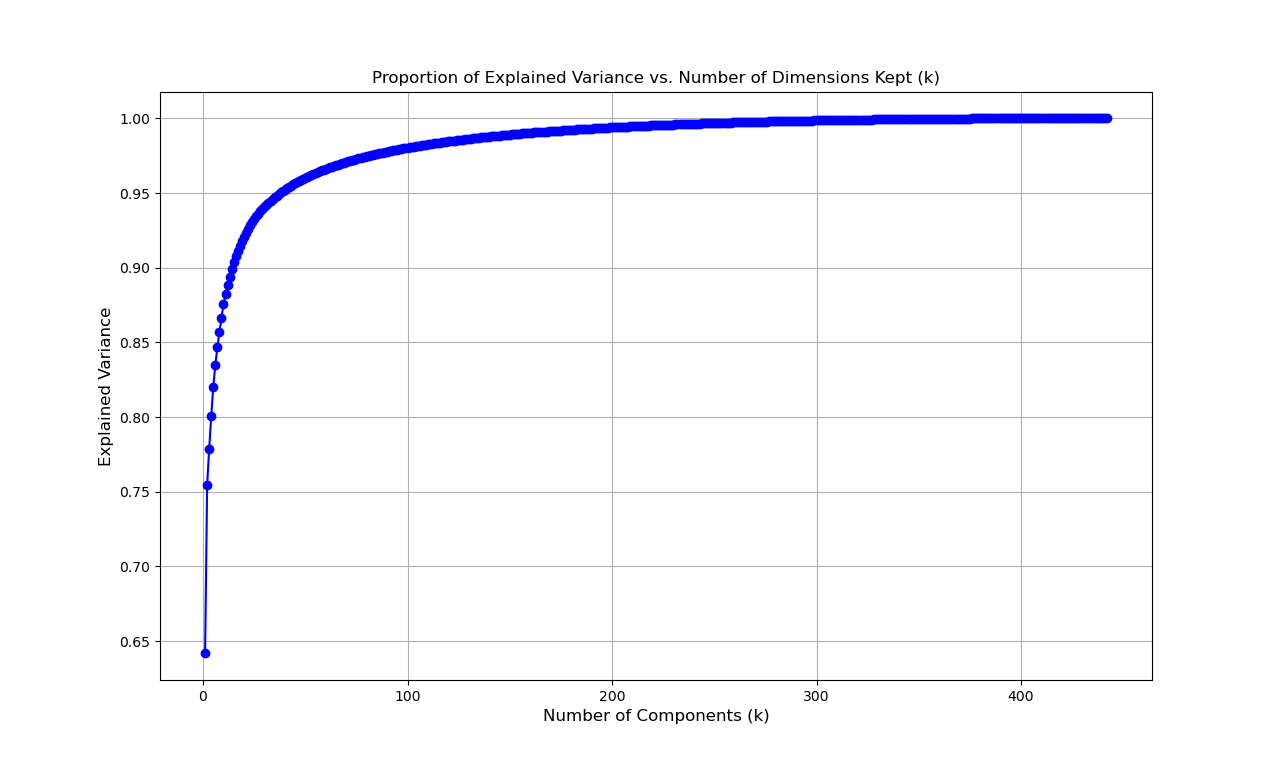 Proportion of Explained Variance vs. Number of Dimensions Kept (k)
1.00
0.95
0.90
0.85
0.80
0.75
0.70
0.65
Explained Variance
0 100 200 300 400
Number of Components (k)